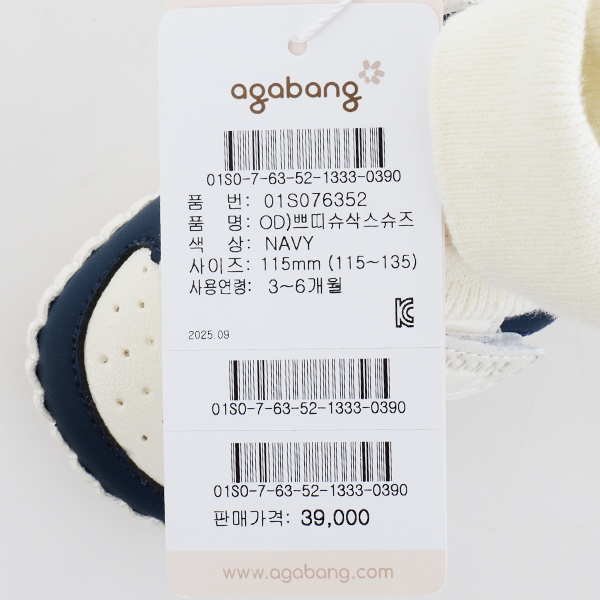 agabang
01S0-7-63-52-1333-0390
품 번: 01S076352
품 명: OD)쁘띠슈삭스슈즈
색 상: NAVY
사이즈: 115mm (115~135)
사용연령: 3~6개월
2025.09
01S0-7-63-52-1333-0390
01S0-7-63-52-1333-0390
판매가격: 39,000
www.agabang.com